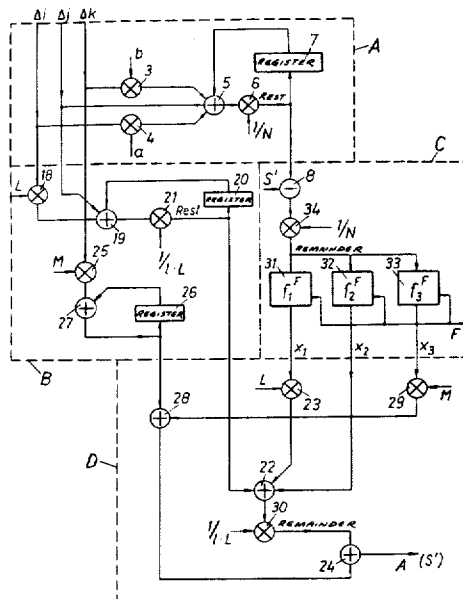 Δi Δj Δk
b
3
REGISTER
7
A
5
6
REST
4
a
1/N
C
L
18
20
REGISTER
S'
8
21
Rest
19
34
1/N
1/l·L
REMAINDER
M
25
31
32
33
26
f₁ᶠ
f₂ᶠ
f₃ᶠ
27
REGISTER
F
B
x₁
x₂
x₃
L
23
29
M
28
D
22
30
1/l·L
REMAINDER
24
A (S')